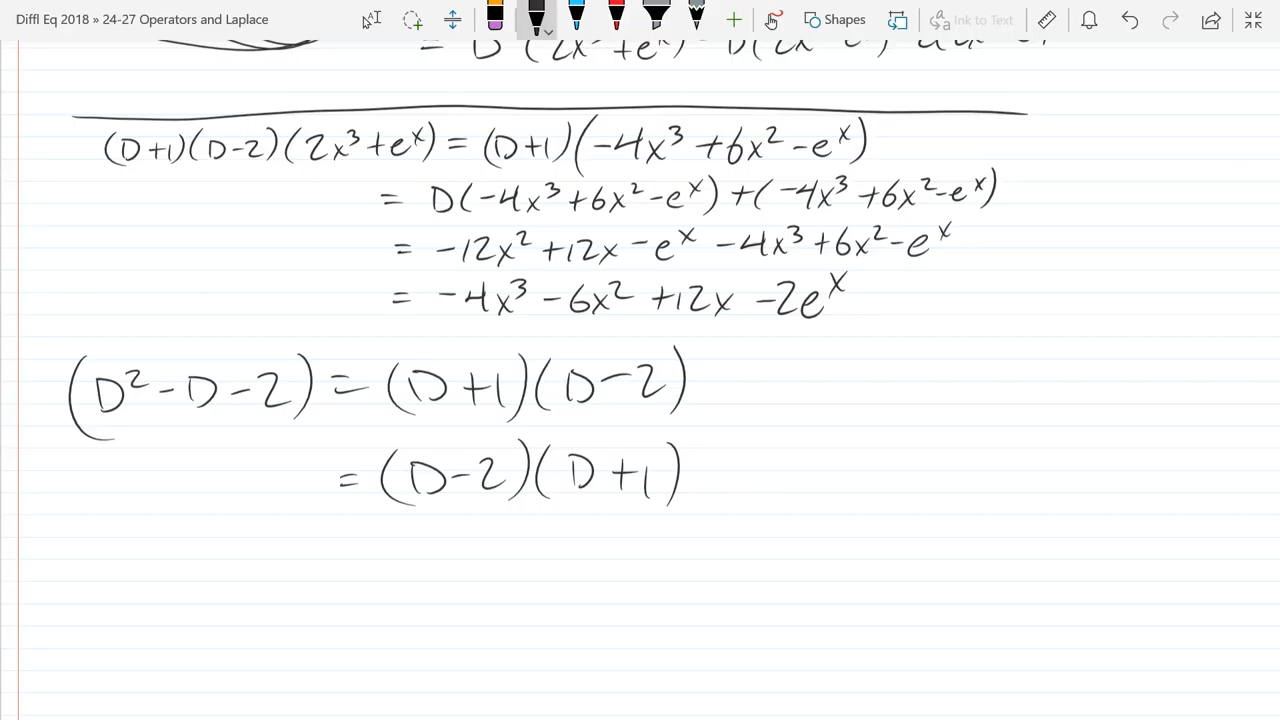 Diffl Eq 2018 » 24-27 Operators and Laplace
Shapes
Ink to Text
(D+1)(D-2)(2x³+eˣ) = (D+1)(-4x³+6x²-eˣ)
= D(-4x³+6x²-eˣ)+(-4x³+6x²-eˣ)
= -12x²+12x-eˣ-4x³+6x²-eˣ
= -4x³-6x²+12x-2eˣ
(D²-D-2) = (D+1)(D-2)
= (D-2)(D+1)